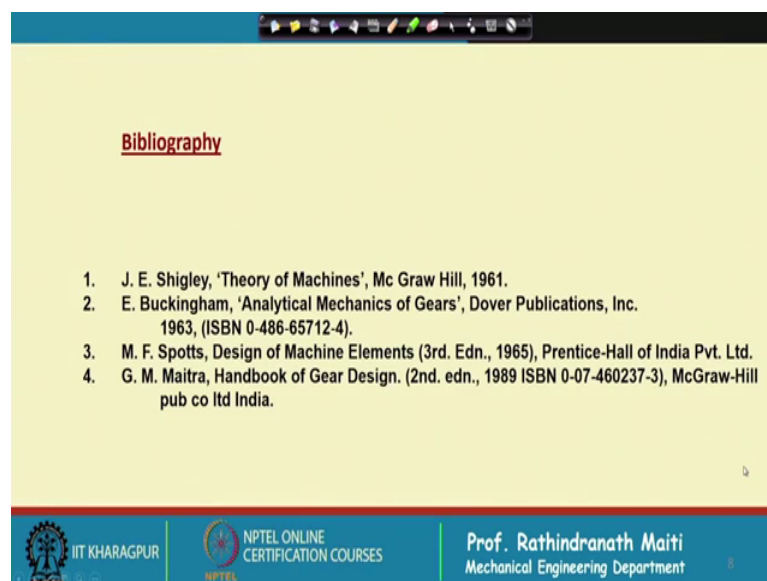 Bibliography
1. J. E. Shigley, ‘Theory of Machines’, Mc Graw Hill, 1961.
2. E. Buckingham, ‘Analytical Mechanics of Gears’, Dover Publications, Inc.
1963, (ISBN 0-486-65712-4).
3. M. F. Spotts, Design of Machine Elements (3rd. Edn., 1965), Prentice-Hall of India Pvt. Ltd.
4. G. M. Maitra, Handbook of Gear Design. (2nd. edn., 1989 ISBN 0-07-460237-3), McGraw-Hill
pub co ltd India.
IIT KHARAGPUR
NPTEL
NPTEL ONLINE
CERTIFICATION COURSES
Prof. Rathindranath Maiti
Mechanical Engineering Department
8